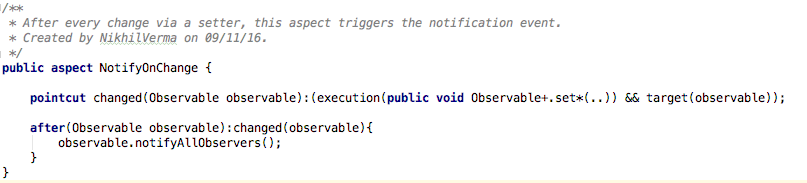 /**
 * After every change via a setter, this aspect triggers the notification event.
 * Created by NikhilVerma on 09/11/16.
 */
public aspect NotifyOnChange {
    pointcut changed(Observable observable):(execution(public void Observable+.set*(..)) && target(observable));
    after(Observable observable):changed(observable){
        observable.notifyAllObservers();
    }
}